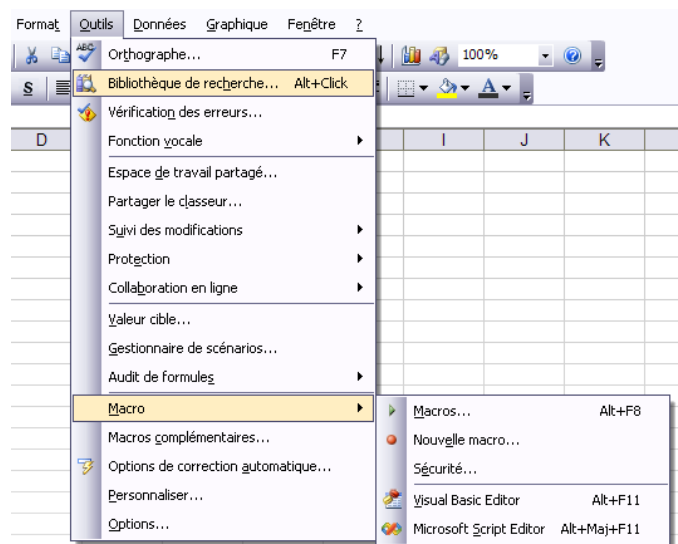 Format Outils Données Graphique Fenêtre ?
100%
S A
ABC Orthographe... F7
Bibliothèque de recherche... Alt+Click
Vérification des erreurs...
Fonction vocale
D I J K
Espace de travail partagé...
Partager le classeur...
Suivi des modifications
Protection
Collaboration en ligne
Valeur cible...
Gestionnaire de scénarios...
Audit de formules
Macro
Macros complémentaires...
Options de correction automatique...
Personnaliser...
Options...
Macros... Alt+F8
Nouvelle macro...
Sécurité...
Visual Basic Editor Alt+F11
Microsoft Script Editor Alt+Maj+F11